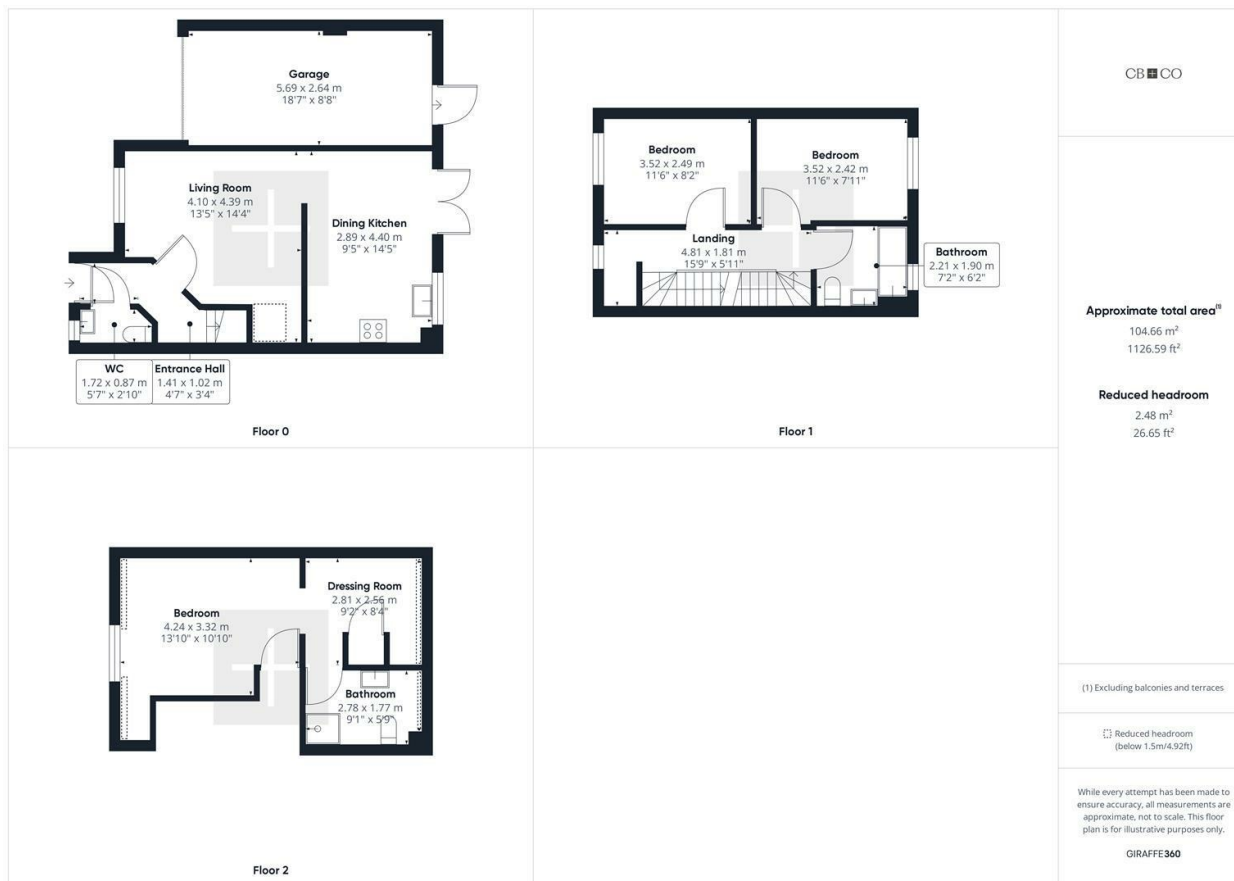 Garage
5.69 x 2.64 m
18'7" x 8'8"
Living Room
4.10 x 4.39 m
13'5" x 14'4"
Dining Kitchen
2.89 x 4.40 m
9'5" x 14'5"
WC
1.72 x 0.87 m
5'7" x 2'10"
Entrance Hall
1.41 x 1.02 m
4'7" x 3'4"
Floor 0
Bedroom
3.52 x 2.49 m
11'6" x 8'2"
Bedroom
3.52 x 2.42 m
11'6" x 7'11"
Landing
4.81 x 1.81 m
15'9" x 5'11"
Bathroom
2.21 x 1.90 m
7'2" x 6'2"
Floor 1
Bedroom
4.24 x 3.32 m
13'10" x 10'10"
Dressing Room
2.81 x 2.56 m
9'2" x 8'4"
Bathroom
2.78 x 1.77 m
9'1" x 5'9"
Floor 2
CB CO
Approximate total area(1)
104.66 m²
1126.59 ft²
Reduced headroom
2.48 m²
26.65 ft²
(1) Excluding balconies and terraces
Reduced headroom
(below 1.5m/4.92ft)
While every attempt has been made to
ensure accuracy, all measurements are
approximate, not to scale. This floor
plan is for illustrative purposes only.
GIRAFFE360